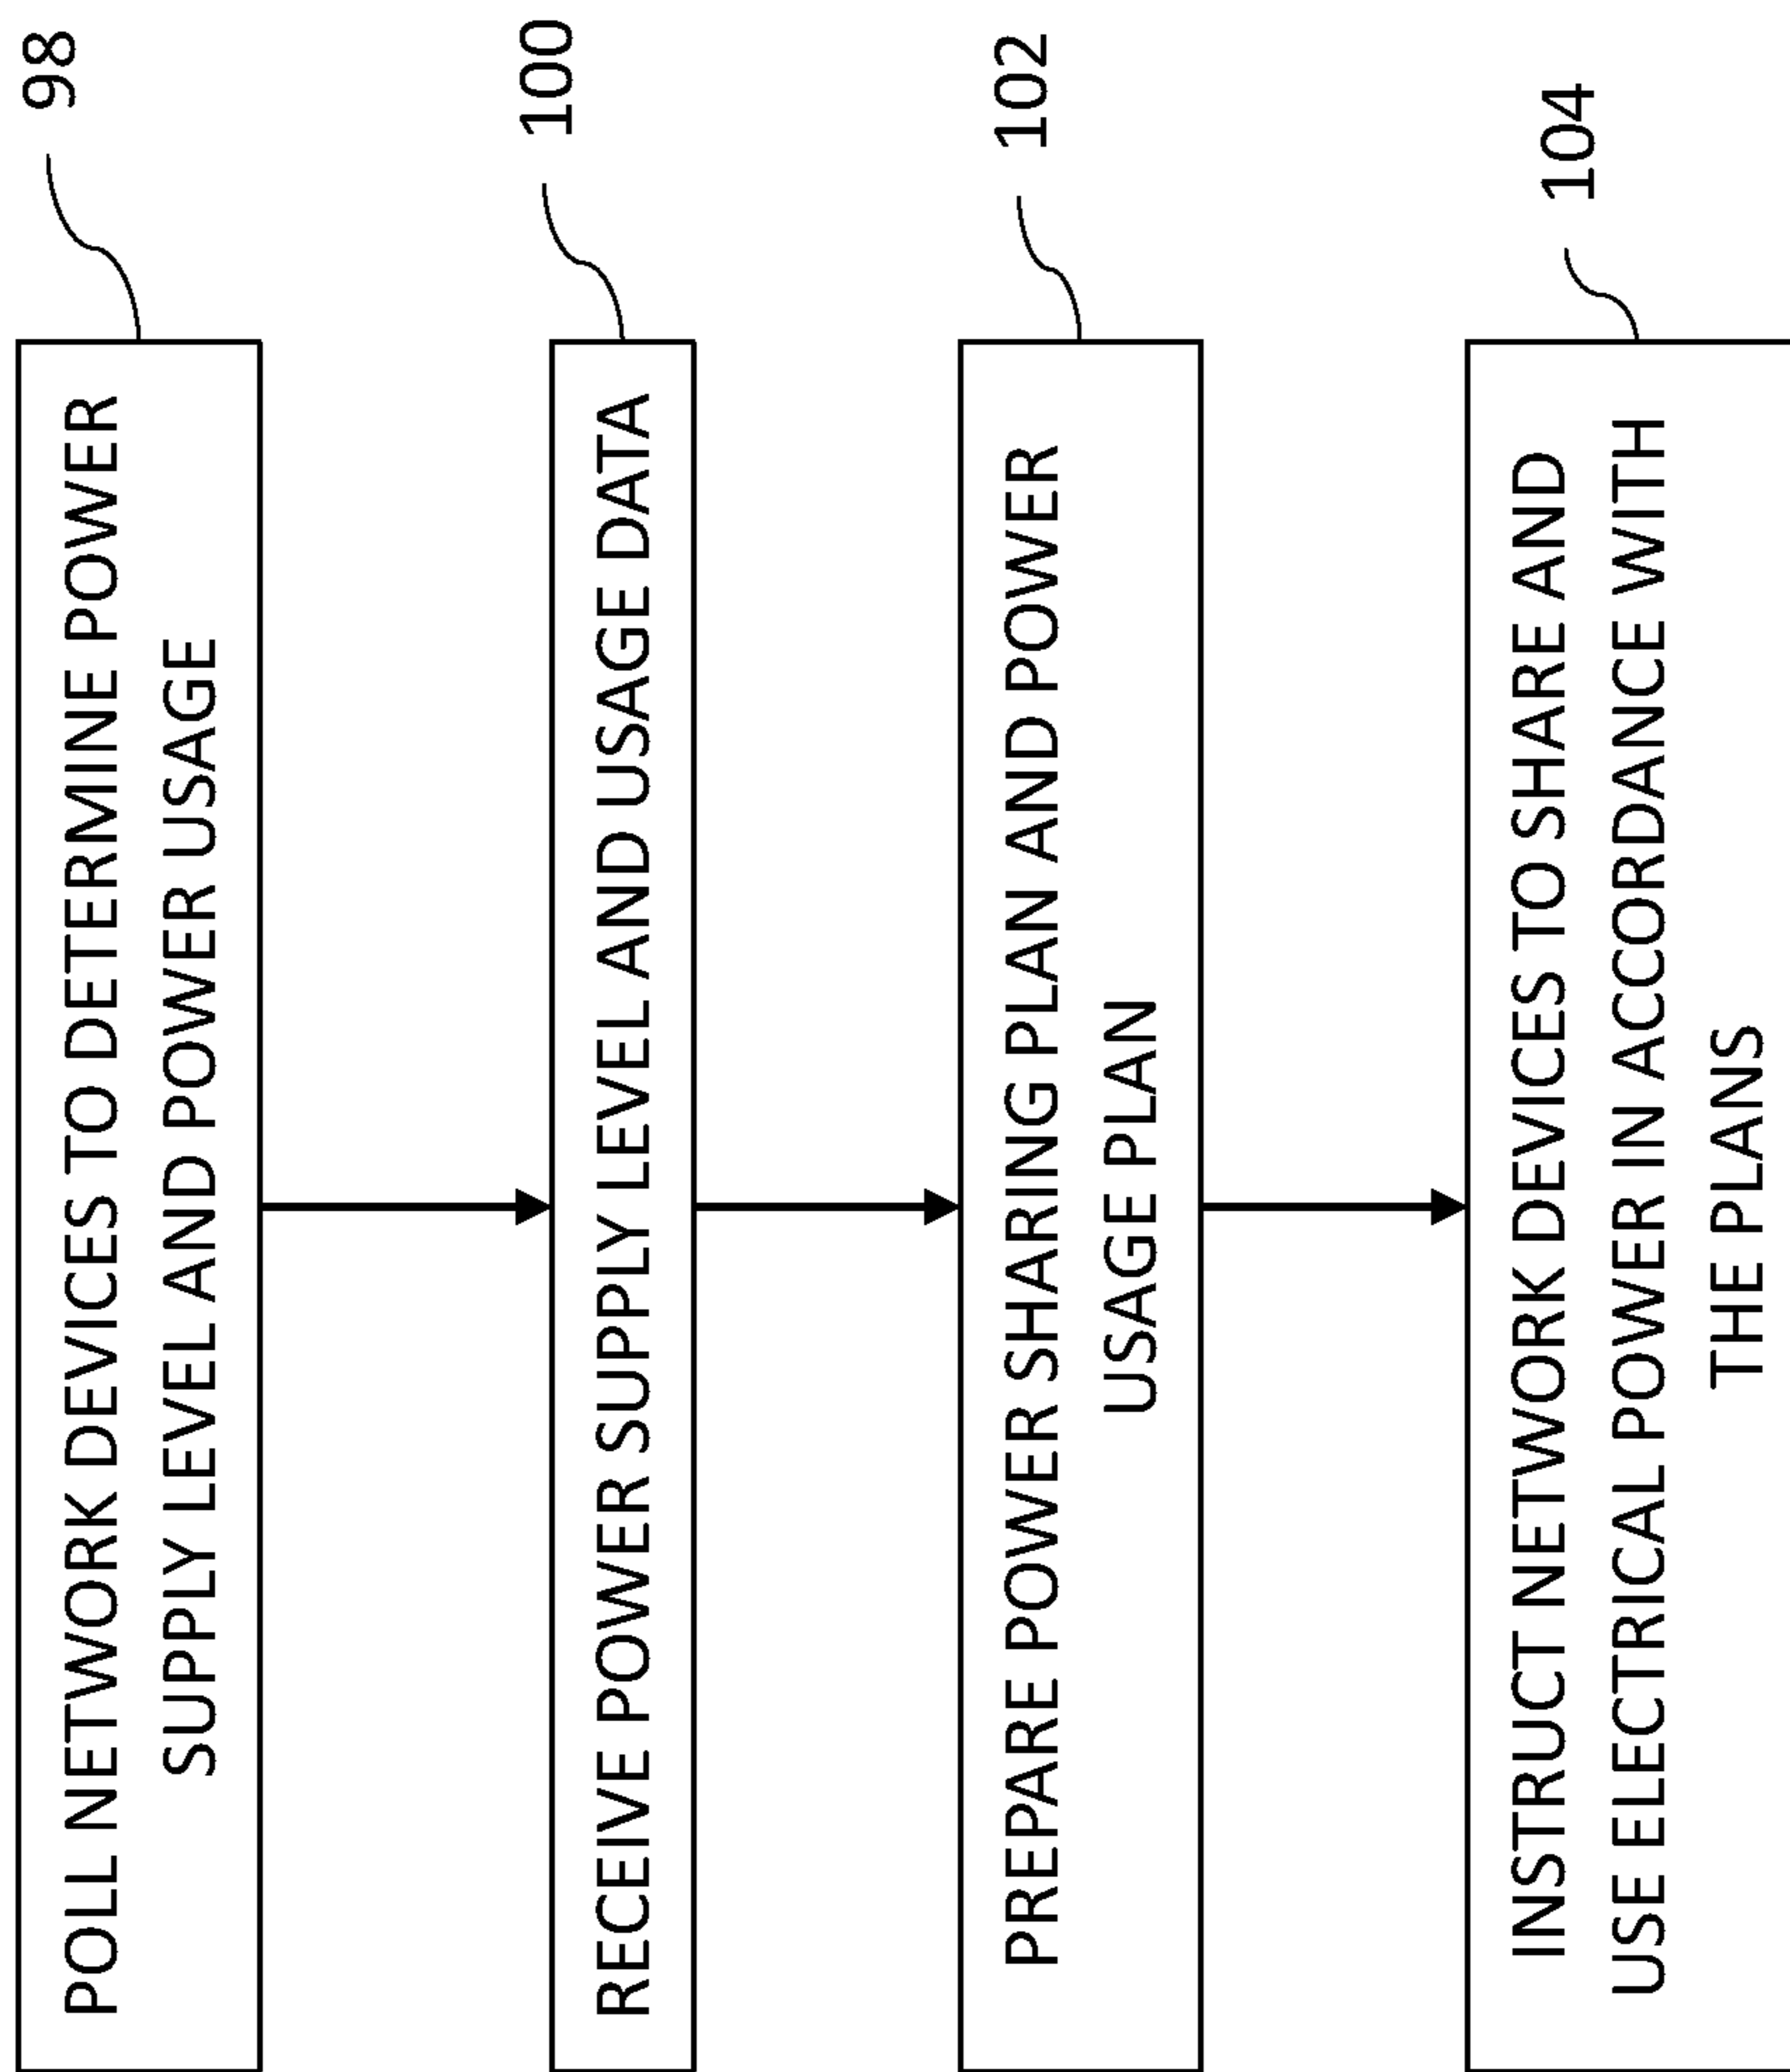 POLL NETWORK DEVICES TO DETERMINE POWER
SUPPLY LEVEL AND POWER USAGE
98
RECEIVE POWER SUPPLY LEVEL AND USAGE DATA
100
PREPARE POWER SHARING PLAN AND POWER
USAGE PLAN
102
INSTRUCT NETWORK DEVICES TO SHARE AND
USE ELECTRICAL POWER IN ACCORDANCE WITH
THE PLANS
104